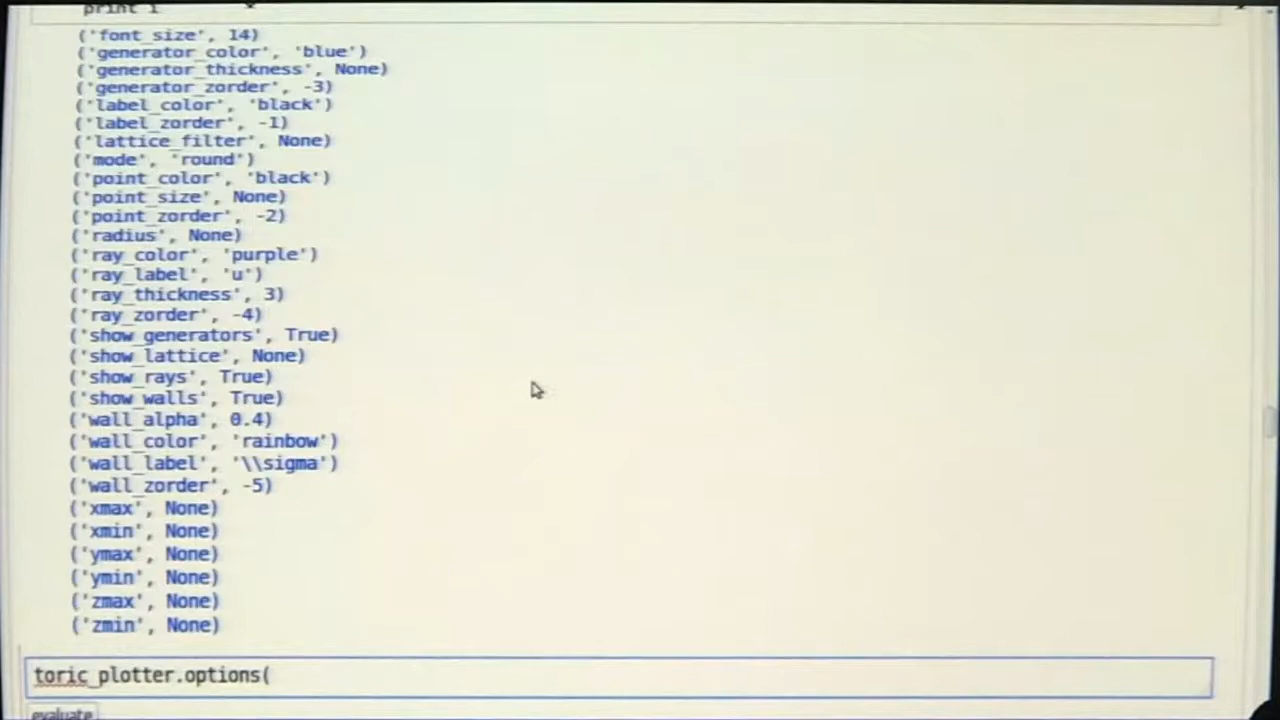 print i
('font_size', 14)
('generator_color', 'blue')
('generator_thickness', None)
('generator_zorder', -3)
('label_color', 'black')
('label_zorder', -1)
('lattice_filter', None)
('mode', 'round')
('point_color', 'black')
('point_size', None)
('point_zorder', -2)
('radius', None)
('ray_color', 'purple')
('ray_label', 'u')
('ray_thickness', 3)
('ray_zorder', -4)
('show_generators', True)
('show_lattice', None)
('show_rays', True)
('show_walls', True)
('wall_alpha', 0.4)
('wall_color', 'rainbow')
('wall_label', '\\sigma')
('wall_zorder', -5)
('xmax', None)
('xmin', None)
('ymax', None)
('ymin', None)
('zmax', None)
('zmin', None)
toric_plotter.options(
evaluate